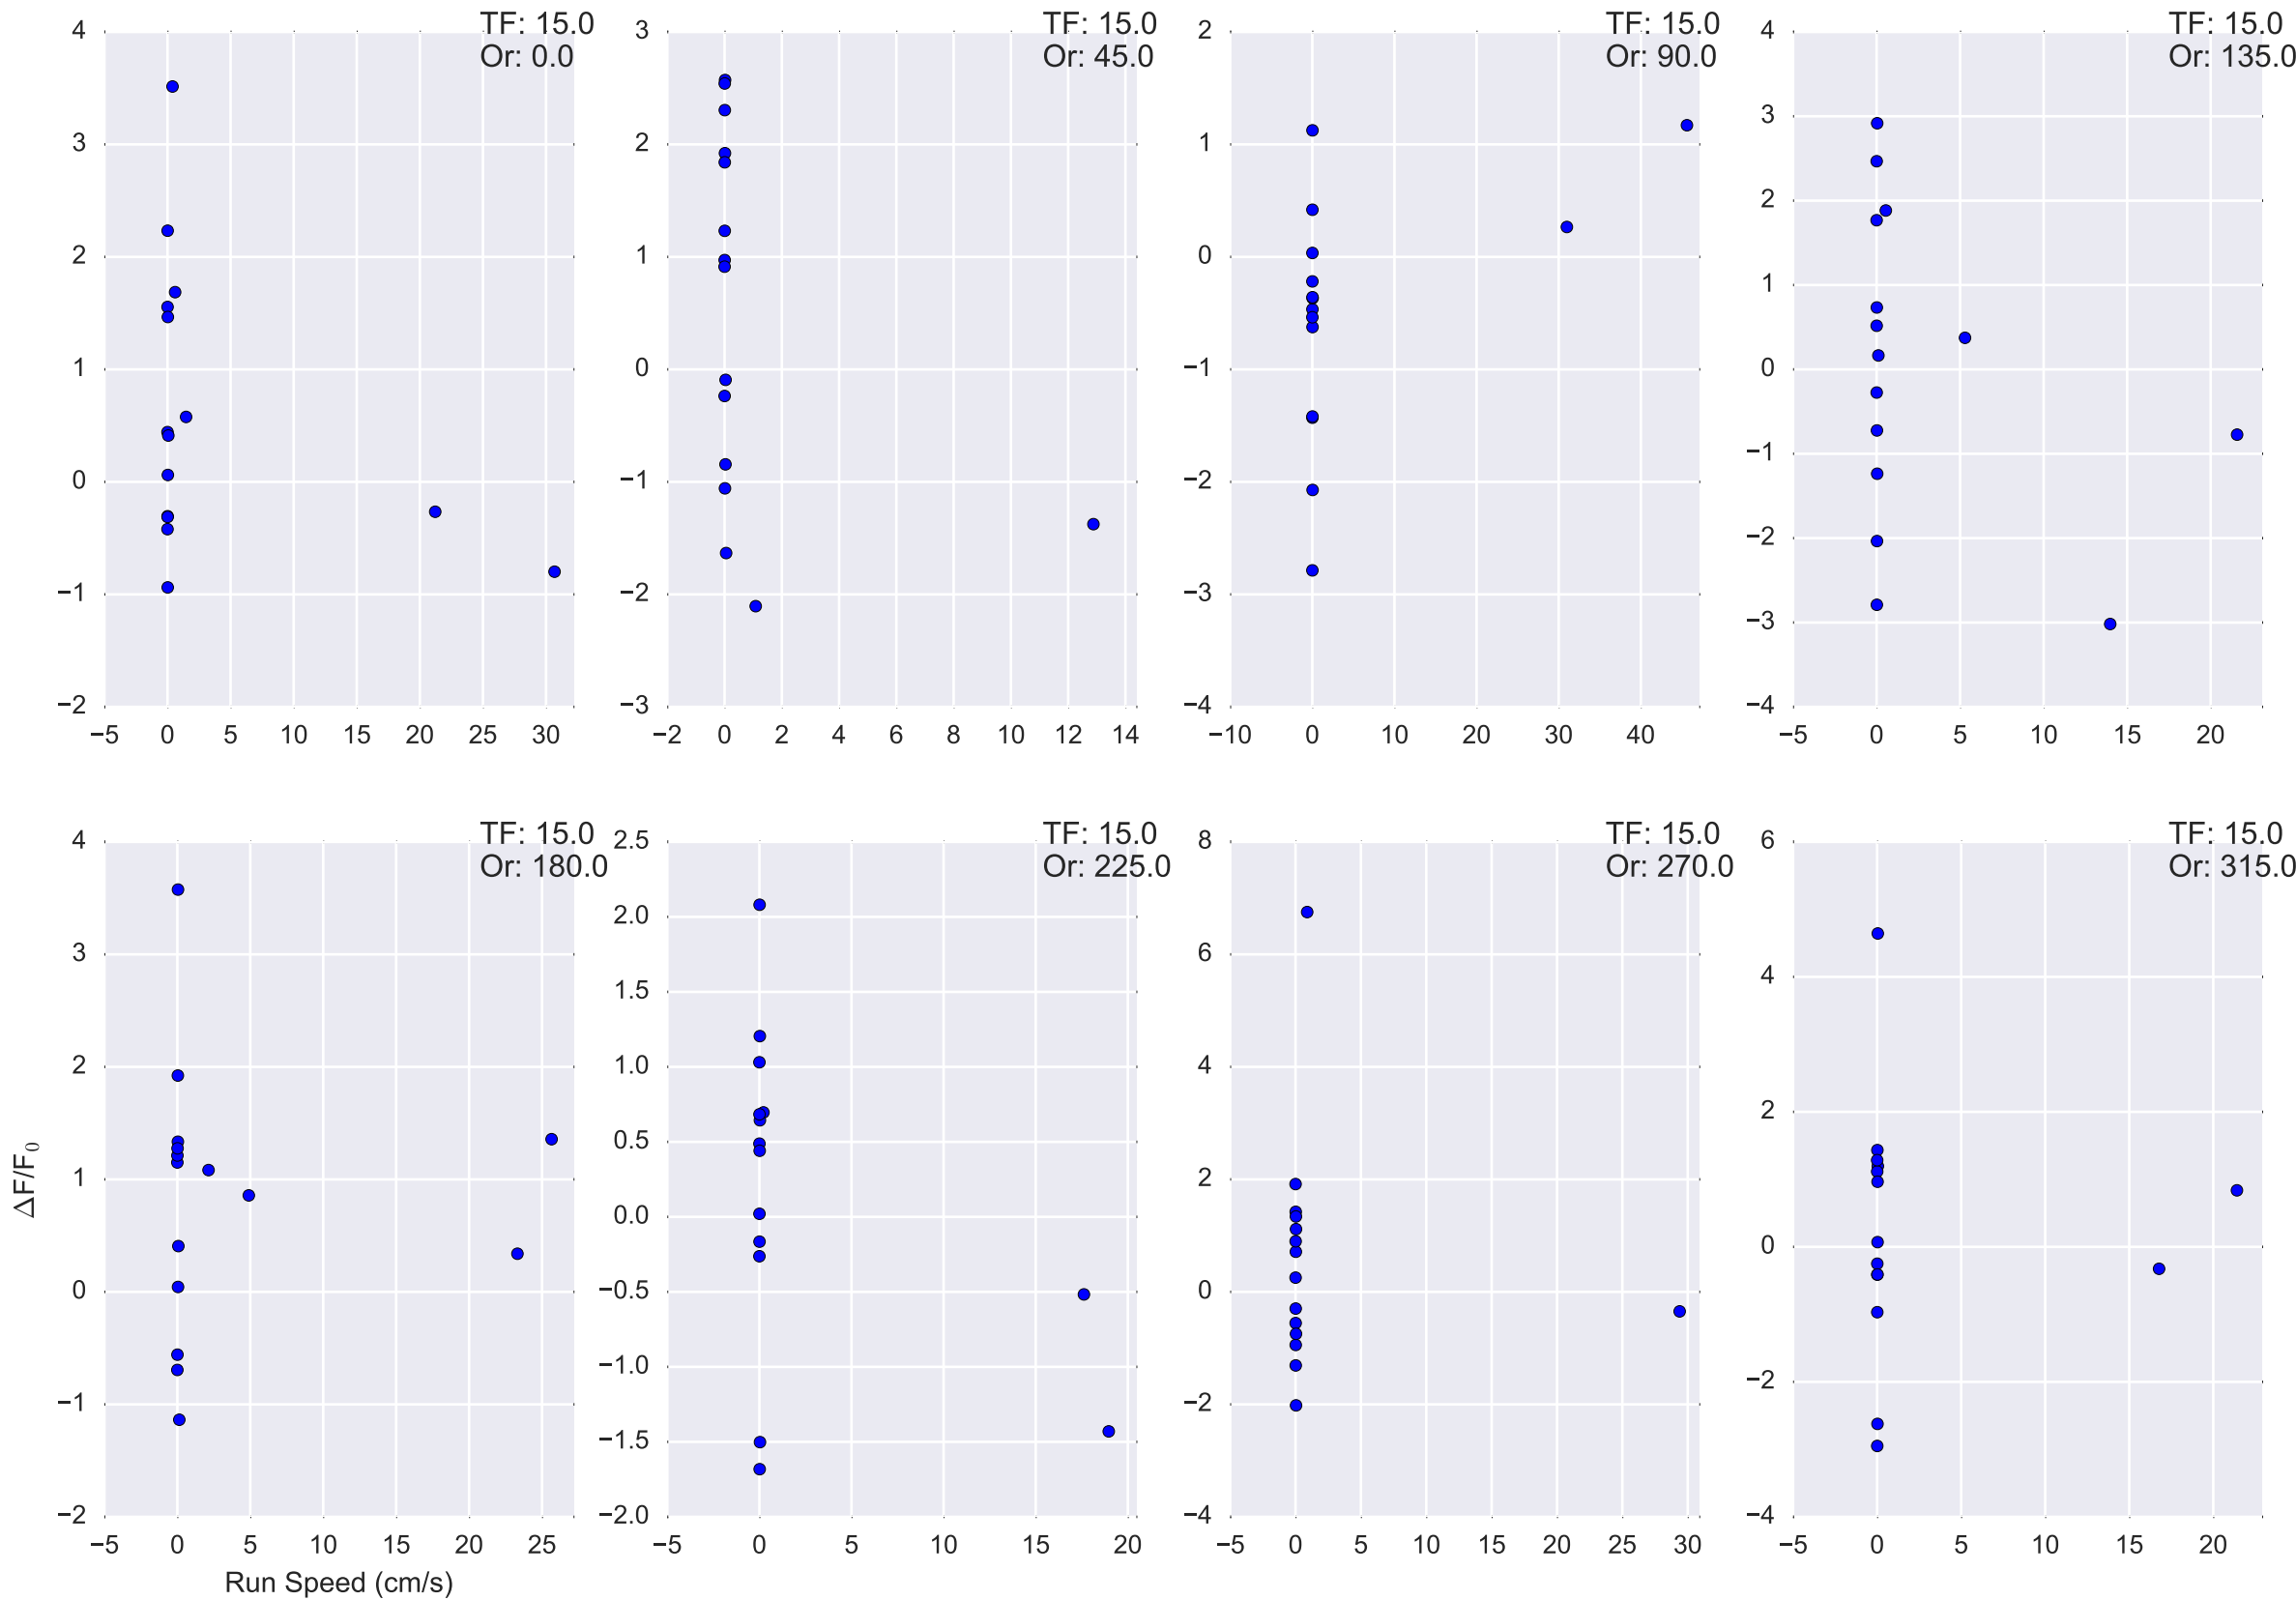 TF: 15.0
Or: 0.0
4
3
2
1
0
−1
−2
−5 0 5 10 15 20 25 30
TF: 15.0
Or: 45.0
3
2
1
0
−1
−2
−3
−2 0 2 4 6 8 10 12 14
TF: 15.0
Or: 90.0
2
1
0
−1
−2
−3
−4
−10 0 10 20 30 40
TF: 15.0
Or: 135.0
4
3
2
1
0
−1
−2
−3
−4
−5 0 5 10 15 20
TF: 15.0
Or: 180.0
4
3
2
1
0
−1
−2
ΔF/F₀
−5 0 5 10 15 20 25
Run Speed (cm/s)
TF: 15.0
Or: 225.0
2.5
2.0
1.5
1.0
0.5
0.0
−0.5
−1.0
−1.5
−2.0
−5 0 5 10 15 20
TF: 15.0
Or: 270.0
8
6
4
2
0
−2
−4
−5 0 5 10 15 20 25 30
TF: 15.0
Or: 315.0
6
4
2
0
−2
−4
−5 0 5 10 15 20